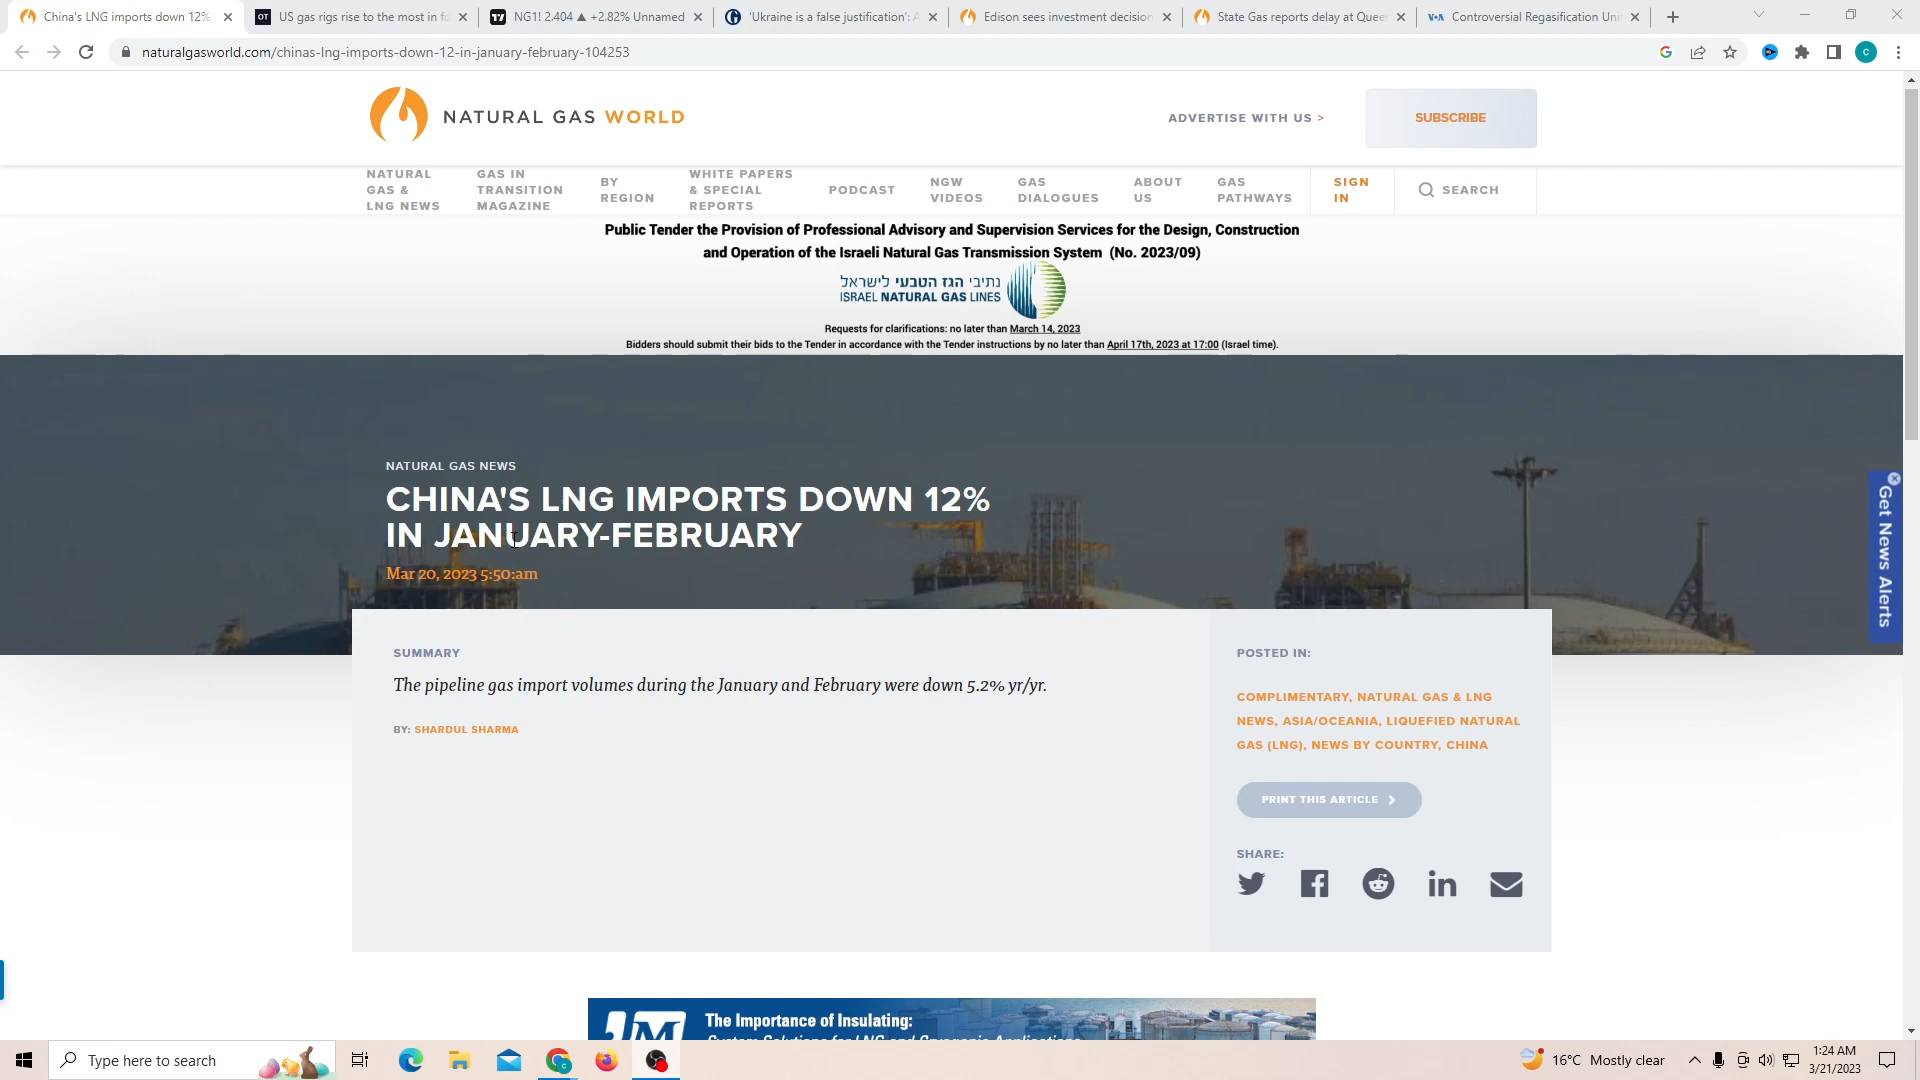 China's LNG imports down 12%
US gas rigs rise to the most in fo
NG1! 2.404 ▲ +2.82% Unnamed
'Ukraine is a false justification': A
Edison sees investment decision
State Gas reports delay at Quee
Controversial Regasification Uni
naturalgasworld.com/chinas-lng-imports-down-12-in-january-february-104253
NATURAL GAS WORLD
ADVERTISE WITH US >
SUBSCRIBE
NATURAL GAS & LNG NEWS
GAS IN TRANSITION MAGAZINE
BY REGION
WHITE PAPERS & SPECIAL REPORTS
PODCAST
NGW VIDEOS
GAS DIALOGUES
ABOUT US
GAS PATHWAYS
SIGN IN
SEARCH
Public Tender the Provision of Professional Advisory and Supervision Services for the Design, Construction
and Operation of the Israeli Natural Gas Transmission System (No. 2023/09)
נתיבי הגז הטבעי לישראל
ISRAEL NATURAL GAS LINES
Requests for clarifications: no later than March 14, 2023
Bidders should submit their bids to the Tender in accordance with the Tender instructions by no later than April 17th, 2023 at 17:00 (Israel time).
NATURAL GAS NEWS
CHINA'S LNG IMPORTS DOWN 12%
IN JANUARY-FEBRUARY
Mar 20, 2023 5:50:am
Get News Alerts
SUMMARY
The pipeline gas import volumes during the January and February were down 5.2% yr/yr.
BY: SHARDUL SHARMA
POSTED IN:
COMPLIMENTARY, NATURAL GAS & LNG
NEWS, ASIA/OCEANIA, LIQUEFIED NATURAL
GAS (LNG), NEWS BY COUNTRY, CHINA
PRINT THIS ARTICLE
SHARE:
The Importance of Insulating:
System Solutions for LNG and Cryogenic Applications
Type here to search
16°C Mostly clear
1:24 AM
3/21/2023